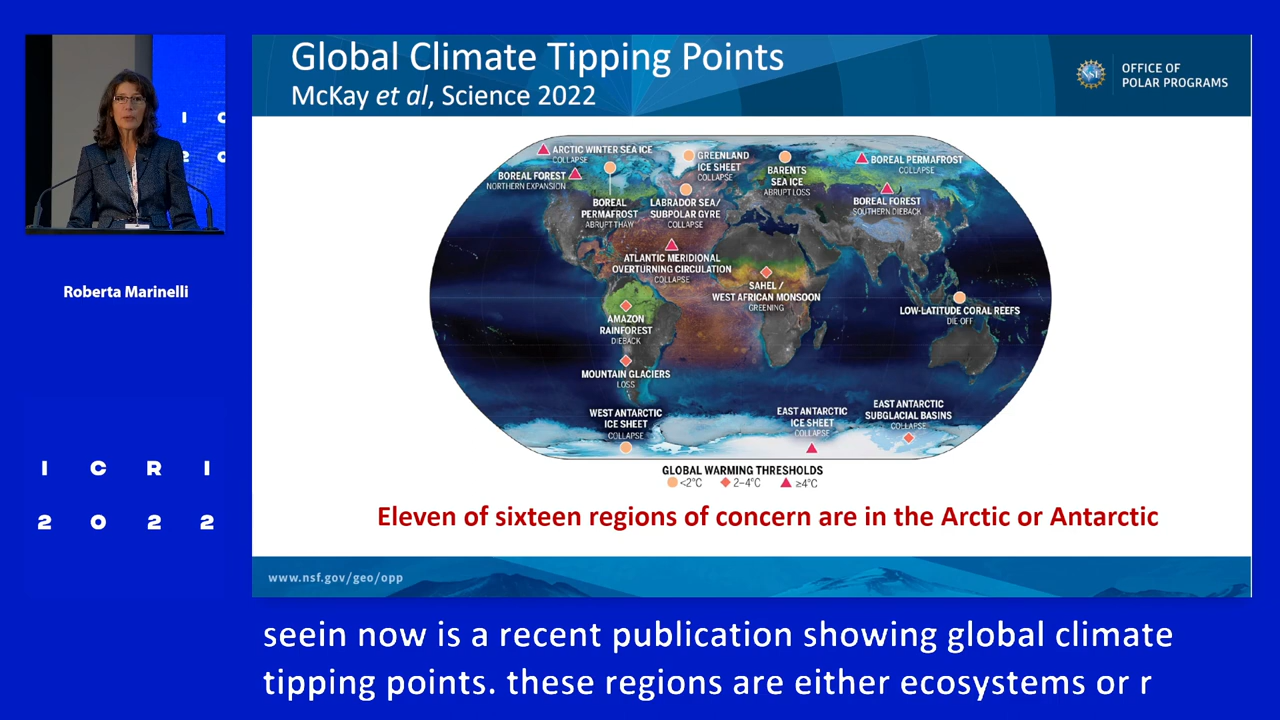 Global Climate Tipping Points
McKay et al, Science 2022
OFFICE OF
POLAR PROGRAMS
I C
2 0
Roberta Marinelli
I C R I
2 0 2 2
ARCTIC WINTER SEA ICE
COLLAPSE
BOREAL FOREST
NORTHERN EXPANSION
BOREAL
PERMAFROST
ABRUPT THAW
GREENLAND
ICE SHEET
COLLAPSE
LABRADOR SEA/
SUBPOLAR GYRE
COLLAPSE
BARENTS
SEA ICE
ABRUPT LOSS
BOREAL PERMAFROST
COLLAPSE
BOREAL FOREST
SOUTHERN DIEBACK
ATLANTIC MERIDIONAL
OVERTURNING CIRCULATION
COLLAPSE
SAHEL /
WEST AFRICAN MONSOON
GREENING
LOW-LATITUDE CORAL REEFS
DIE OFF
AMAZON
RAINFOREST
DIEBACK
MOUNTAIN GLACIERS
LOSS
WEST ANTARCTIC
ICE SHEET
COLLAPSE
EAST ANTARCTIC
ICE SHEET
COLLAPSE
EAST ANTARCTIC
SUBGLACIAL BASINS
COLLAPSE
GLOBAL WARMING THRESHOLDS
<2°C 2–4°C ≥4°C
Eleven of sixteen regions of concern are in the Arctic or Antarctic
www.nsf.gov/geo/opp
seein now is a recent publication showing global climate
tipping points. these regions are either ecosystems or r